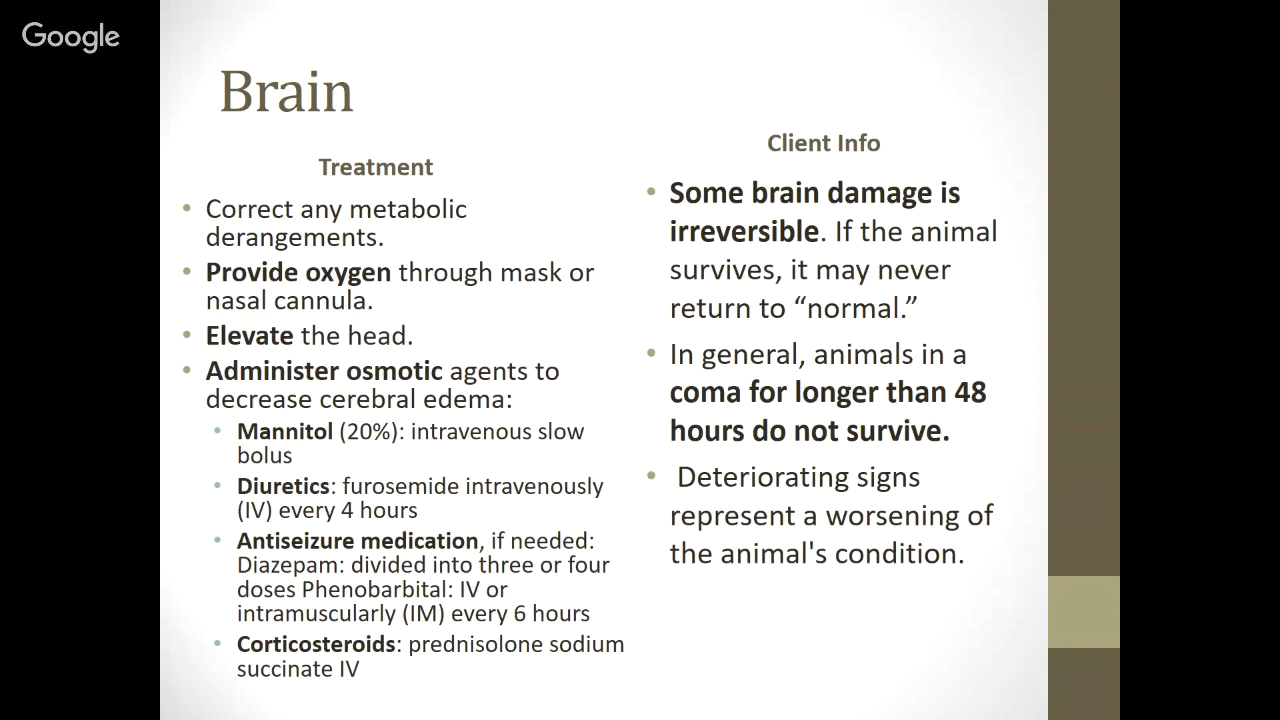 Google
Brain
Treatment
• Correct any metabolic
derangements.
• Provide oxygen through mask or
nasal cannula.
• Elevate the head.
• Administer osmotic agents to
decrease cerebral edema:
• Mannitol (20%): intravenous slow
bolus
• Diuretics: furosemide intravenously
(IV) every 4 hours
• Antiseizure medication, if needed:
Diazepam: divided into three or four
doses Phenobarbital: IV or
intramuscularly (IM) every 6 hours
• Corticosteroids: prednisolone sodium
succinate IV
Client Info
• Some brain damage is
irreversible. If the animal
survives, it may never
return to “normal.”
• In general, animals in a
coma for longer than 48
hours do not survive.
• Deteriorating signs
represent a worsening of
the animal's condition.